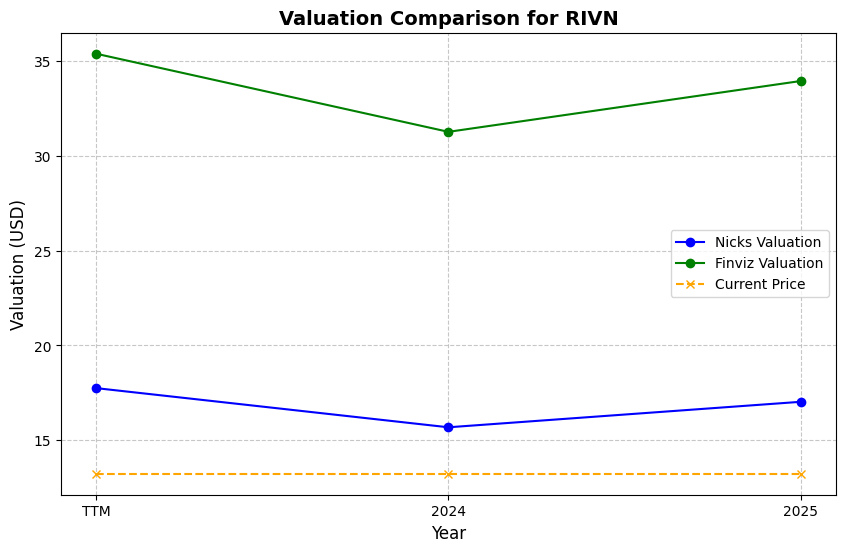 Valuation Comparison for RIVN
Valuation (USD)
35
30
25
20
15
Nicks Valuation
Finviz Valuation
Current Price
TTM
2024
2025
Year